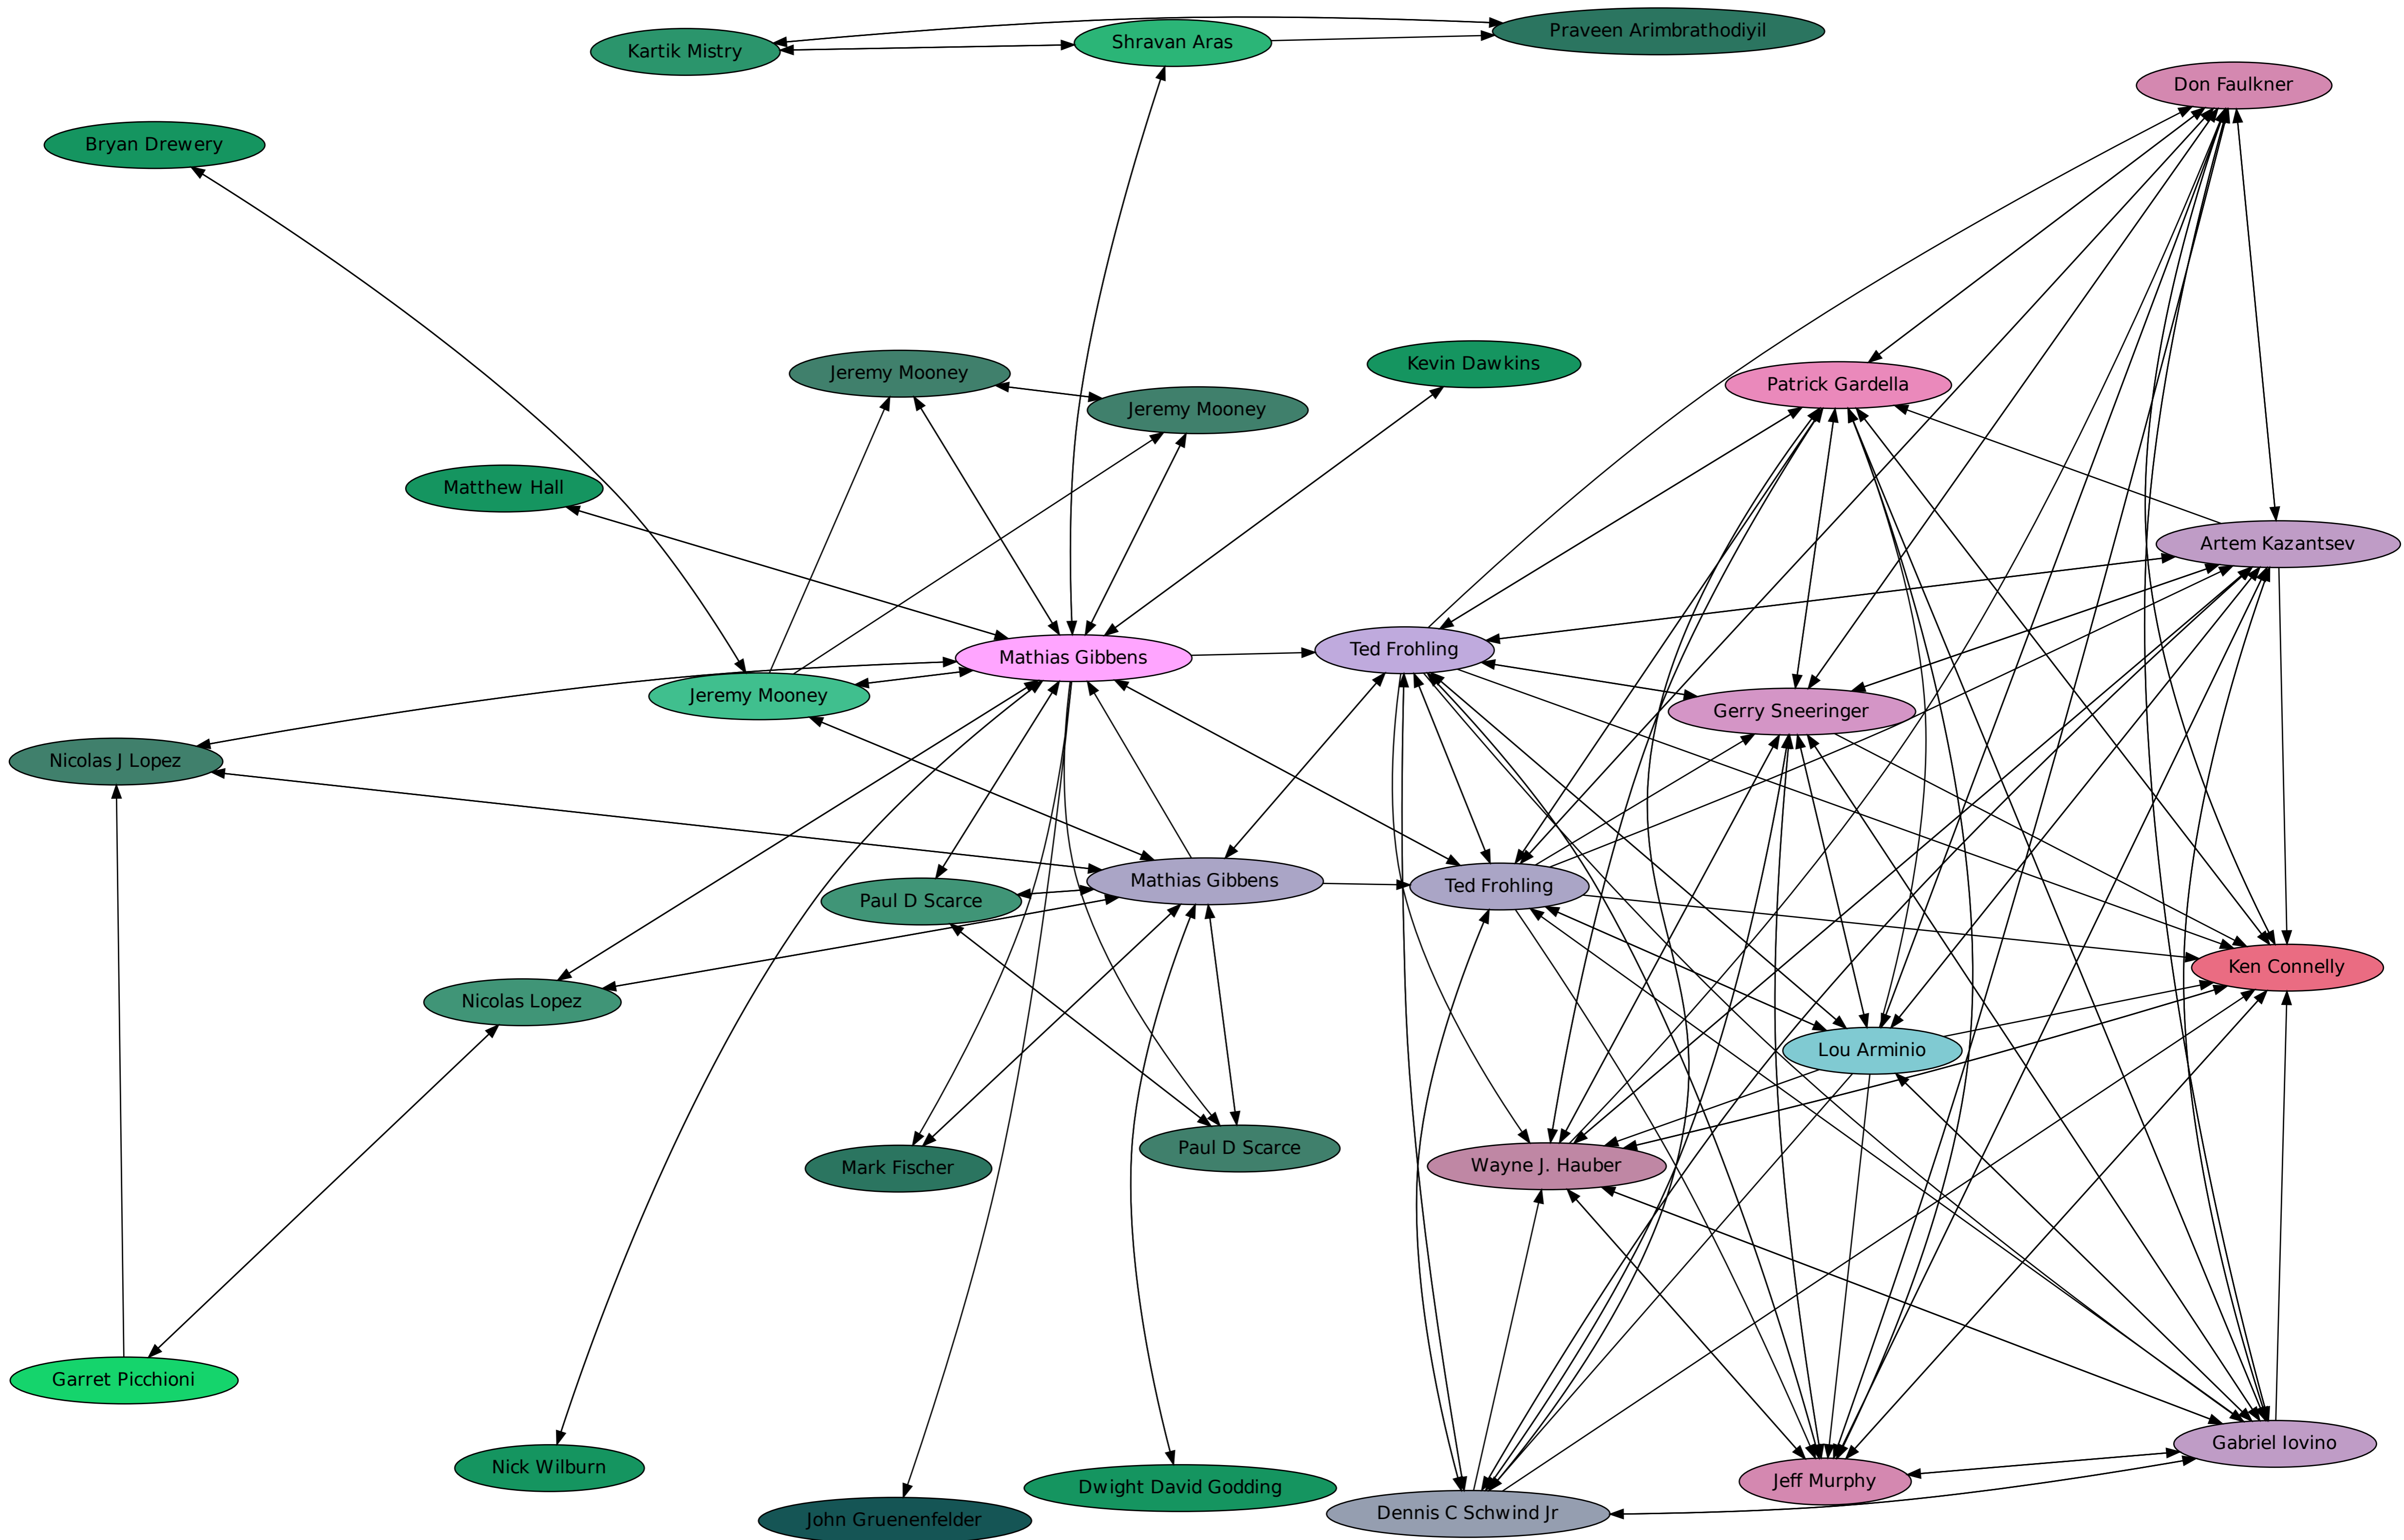 Praveen Arimbrathodiyil
Shravan Aras
Kartik Mistry
Don Faulkner
Bryan Drewery
Kevin Dawkins
Jeremy Mooney
Patrick Gardella
Jeremy Mooney
Matthew Hall
Artem Kazantsev
Ted Frohling
Mathias Gibbens
Jeremy Mooney
Gerry Sneeringer
Nicolas J Lopez
Mathias Gibbens
Ted Frohling
Paul D Scarce
Ken Connelly
Nicolas Lopez
Lou Arminio
Paul D Scarce
Wayne J. Hauber
Mark Fischer
Garret Picchioni
Gabriel Iovino
Nick Wilburn
Jeff Murphy
Dwight David Godding
Dennis C Schwind Jr
John Gruenenfelder